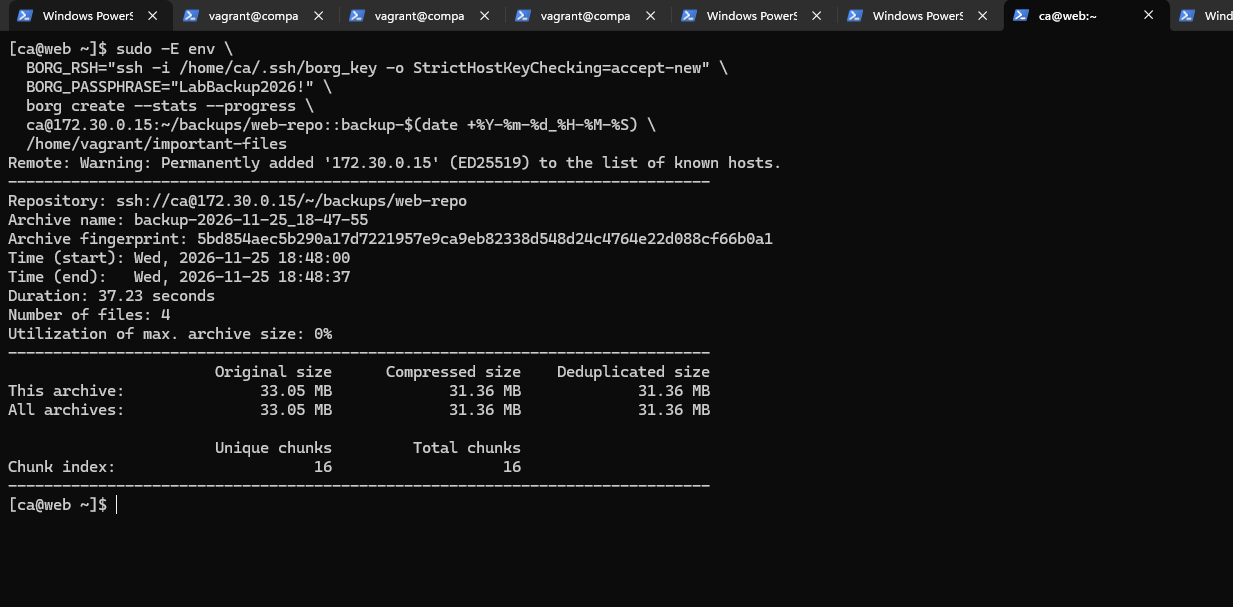 Windows PowerS
vagrant@compa
vagrant@compa
vagrant@compa
Windows PowerS
Windows PowerS
ca@web:~
Wind
[ca@web ~]$ sudo -E env \
  BORG_RSH="ssh -i /home/ca/.ssh/borg_key -o StrictHostKeyChecking=accept-new" \
  BORG_PASSPHRASE="LabBackup2026!" \
  borg create --stats --progress \
  ca@172.30.0.15:~/backups/web-repo::backup-$(date +%Y-%m-%d_%H-%M-%S) \
  /home/vagrant/important-files
Remote: Warning: Permanently added '172.30.0.15' (ED25519) to the list of known hosts.
------------------------------------------------------------------------------
Repository: ssh://ca@172.30.0.15/~/backups/web-repo
Archive name: backup-2026-11-25_18-47-55
Archive fingerprint: 5bd854aec5b290a17d7221957e9ca9eb82338d548d24c4764e22d088cf66b0a1
Time (start): Wed, 2026-11-25 18:48:00
Time (end):   Wed, 2026-11-25 18:48:37
Duration: 37.23 seconds
Number of files: 4
Utilization of max. archive size: 0%
------------------------------------------------------------------------------
                       Original size      Compressed size    Deduplicated size
This archive:               33.05 MB             31.36 MB             31.36 MB
All archives:               33.05 MB             31.36 MB             31.36 MB
                       Unique chunks         Total chunks
Chunk index:                      16                   16
------------------------------------------------------------------------------
[ca@web ~]$